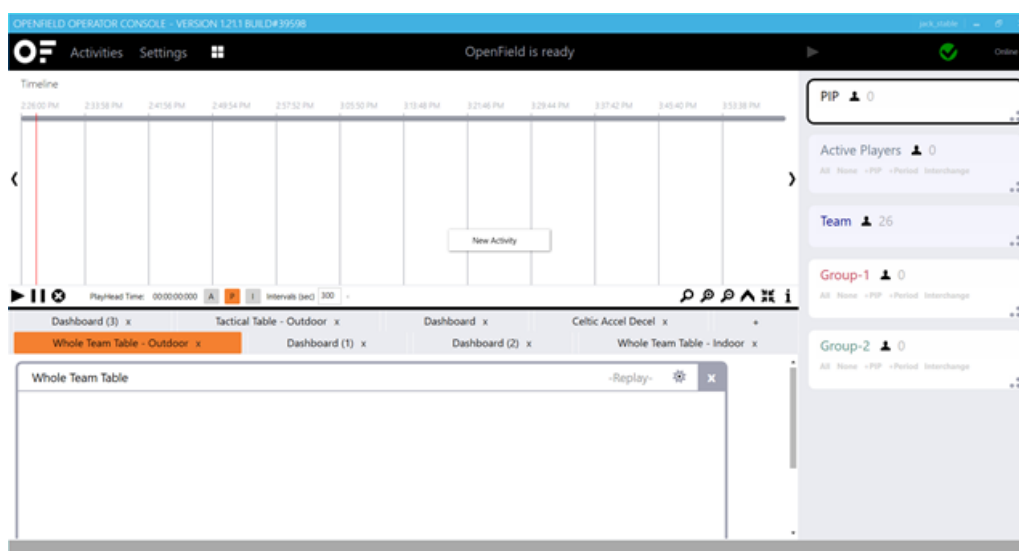 OPENFIELD OPERATOR CONSOLE - VERSION 1.21.1 BUILD#39598
jack_stable
OF Activities Settings OpenField is ready Online
Timeline
2:26:00 PM 2:33:58 PM 2:41:56 PM 2:49:54 PM 2:57:52 PM 3:05:50 PM 3:13:48 PM 3:21:46 PM 3:29:44 PM 3:37:42 PM 3:45:40 PM 3:53:38 PM
New Activity
PlayHead Time: 00:00:00:000 A P I Intervals (sec) 300
Dashboard (3) x Tactical Table - Outdoor x Dashboard x Celtic Accel Decel x +
Whole Team Table - Outdoor x Dashboard (1) x Dashboard (2) x Whole Team Table - Indoor x
Whole Team Table -Replay- x
PIP 0
Active Players 0
All None +PIP +Period Interchange
Team 26
Group-1 0
All None +PIP +Period Interchange
Group-2 0
All None +PIP +Period Interchange